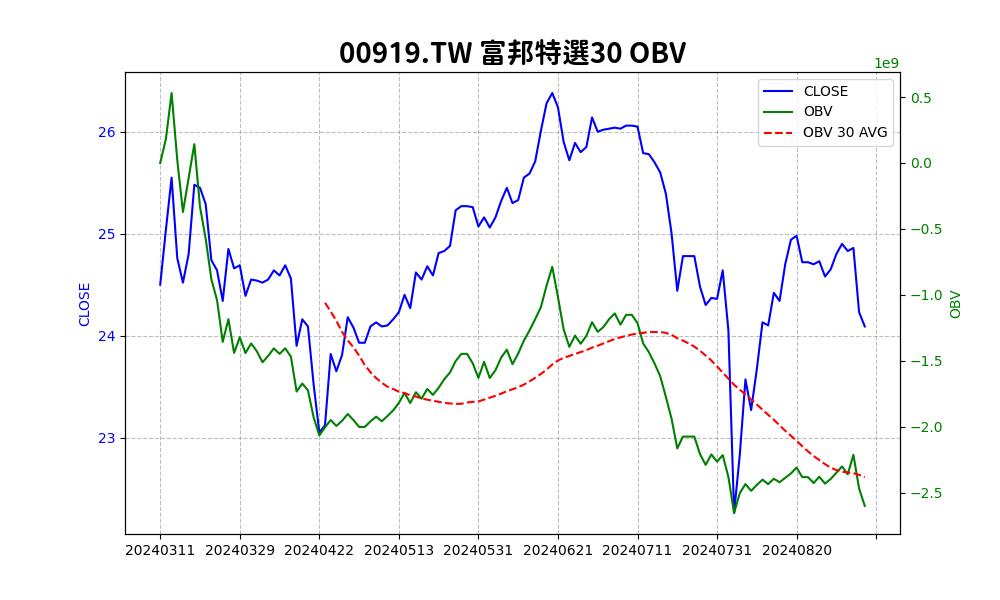 00919.TW 富邦特選30 OBV
1e9
CLOSE
OBV
OBV 30 AVG
26
25
24
23
CLOSE
0.5
0.0
−0.5
−1.0
−1.5
−2.0
−2.5
OBV
20240311 20240329 20240422 20240513 20240531 20240621 20240711 20240731 20240820